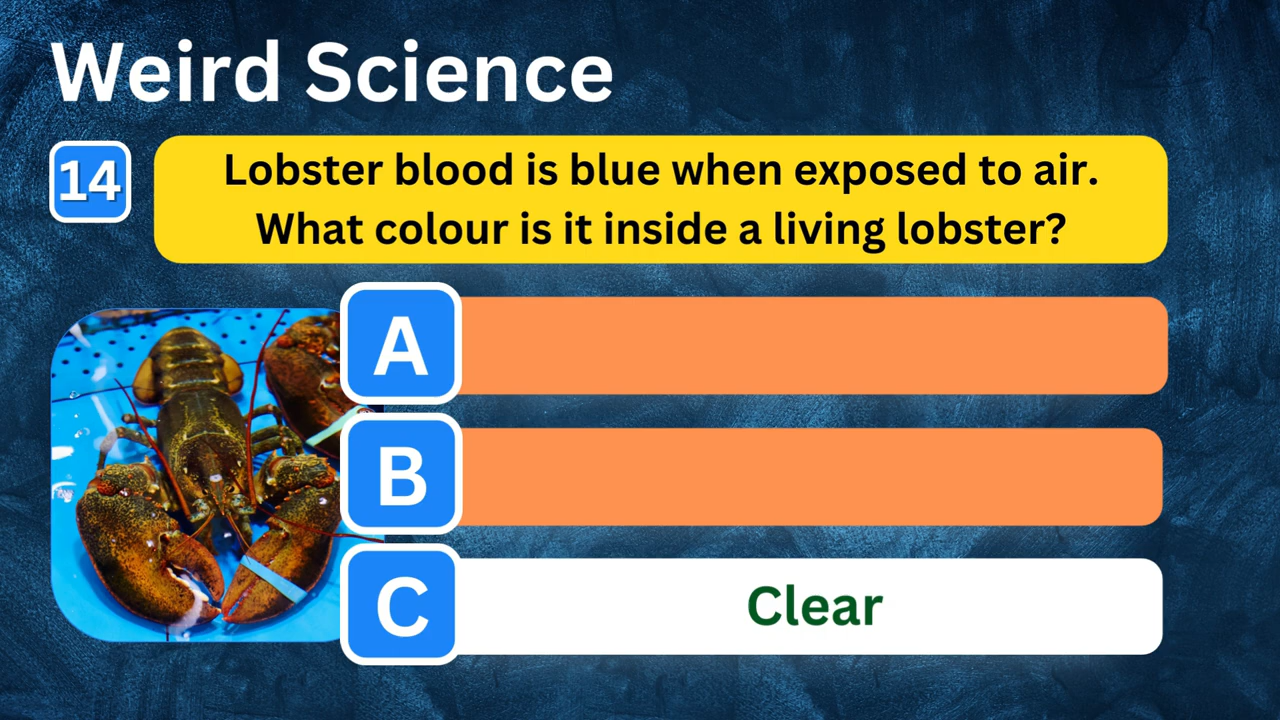 Weird Science
14
Lobster blood is blue when exposed to air.
What colour is it inside a living lobster?
A
B
C
Clear